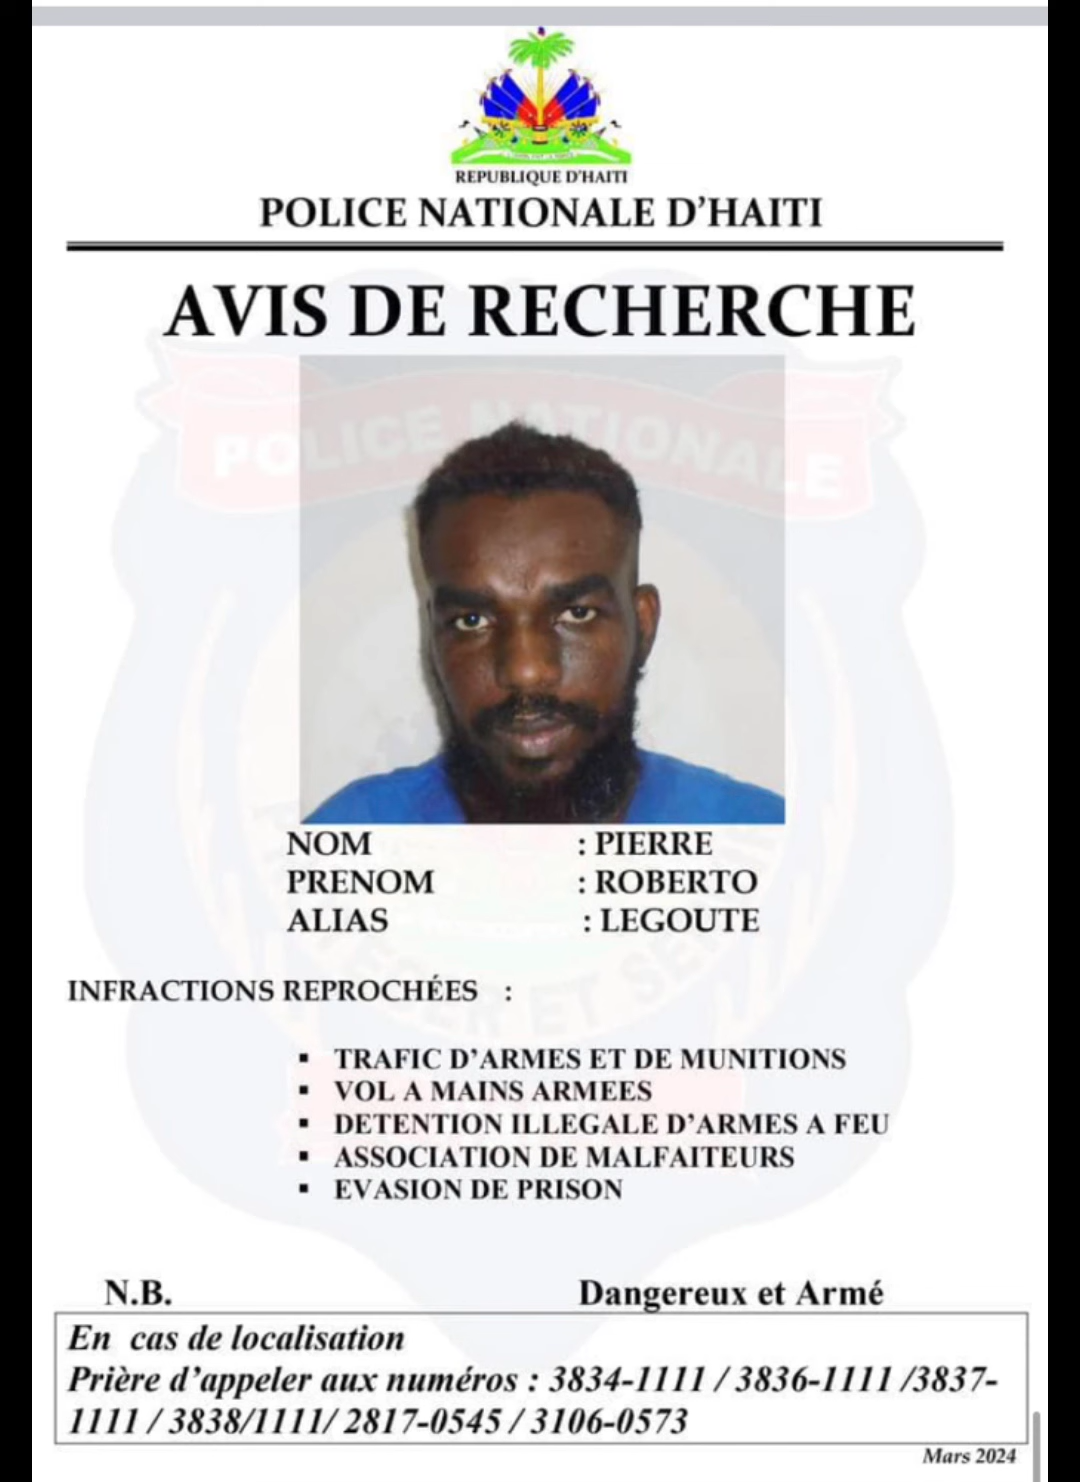 REPUBLIQUE D'HAITI
POLICE NATIONALE D'HAITI
AVIS DE RECHERCHE
POLICE NATIONALE
NOM : PIERRE
PRENOM : ROBERTO
ALIAS : LEGOUTE
INFRACTIONS REPROCHÉES :
▪ TRAFIC D'ARMES ET DE MUNITIONS
▪ VOL A MAINS ARMEES
▪ DETENTION ILLEGALE D'ARMES A FEU
▪ ASSOCIATION DE MALFAITEURS
▪ EVASION DE PRISON
N.B. Dangereux et Armé
En cas de localisation
Prière d'appeler aux numéros : 3834-1111 / 3836-1111 /3837-
1111 / 3838/1111/ 2817-0545 / 3106-0573
Mars 2024